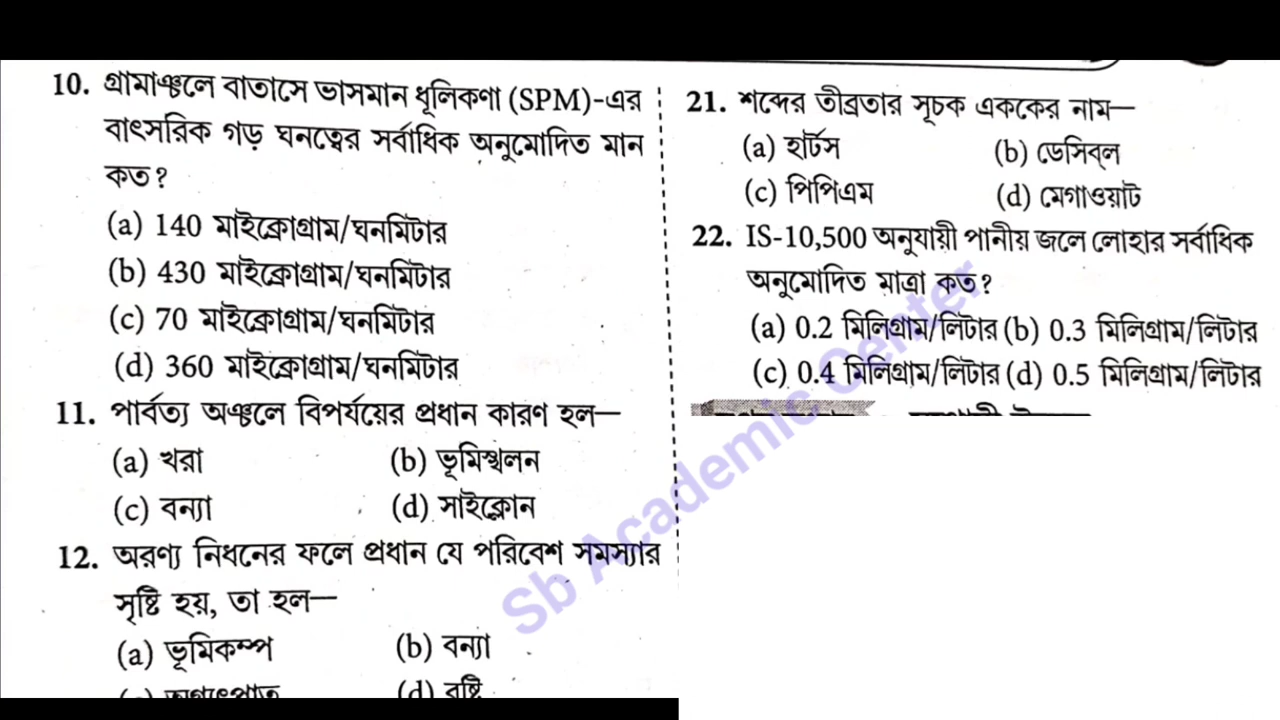 10. গ্রামাঞ্চলে বাতাসে ভাসমান ধূলিকণা (SPM)-এর
বাৎসরিক গড় ঘনত্বের সর্বাধিক অনুমোদিত মান
কত?
(a) 140 মাইক্রোগ্রাম/ঘনমিটার
(b) 430 মাইক্রোগ্রাম/ঘনমিটার
(c) 70 মাইক্রোগ্রাম/ঘনমিটার
(d) 360 মাইক্রোগ্রাম/ঘনমিটার
11. পার্বত্য অঞ্চলে বিপর্যয়ের প্রধান কারণ হল—
(a) খরা (b) ভূমিস্খলন
(c) বন্যা (d) সাইক্লোন
12. অরণ্য নিধনের ফলে প্রধান যে পরিবেশ সমস্যার
সৃষ্টি হয়, তা হল—
(a) ভূমিকম্প (b) বন্যা
(d) বৃষ্টি
21. শব্দের তীব্রতার সূচক এককের নাম—
(a) হার্টস (b) ডেসিব্‌ল
(c) পিপিএম (d) মেগাওয়াট
22. IS-10,500 অনুযায়ী পানীয় জলে লোহার সর্বাধিক
অনুমোদিত মাত্রা কত?
(a) 0.2 মিলিগ্রাম/লিটার (b) 0.3 মিলিগ্রাম/লিটার
(c) 0.4 মিলিগ্রাম/লিটার (d) 0.5 মিলিগ্রাম/লিটার
Sb Academic Center